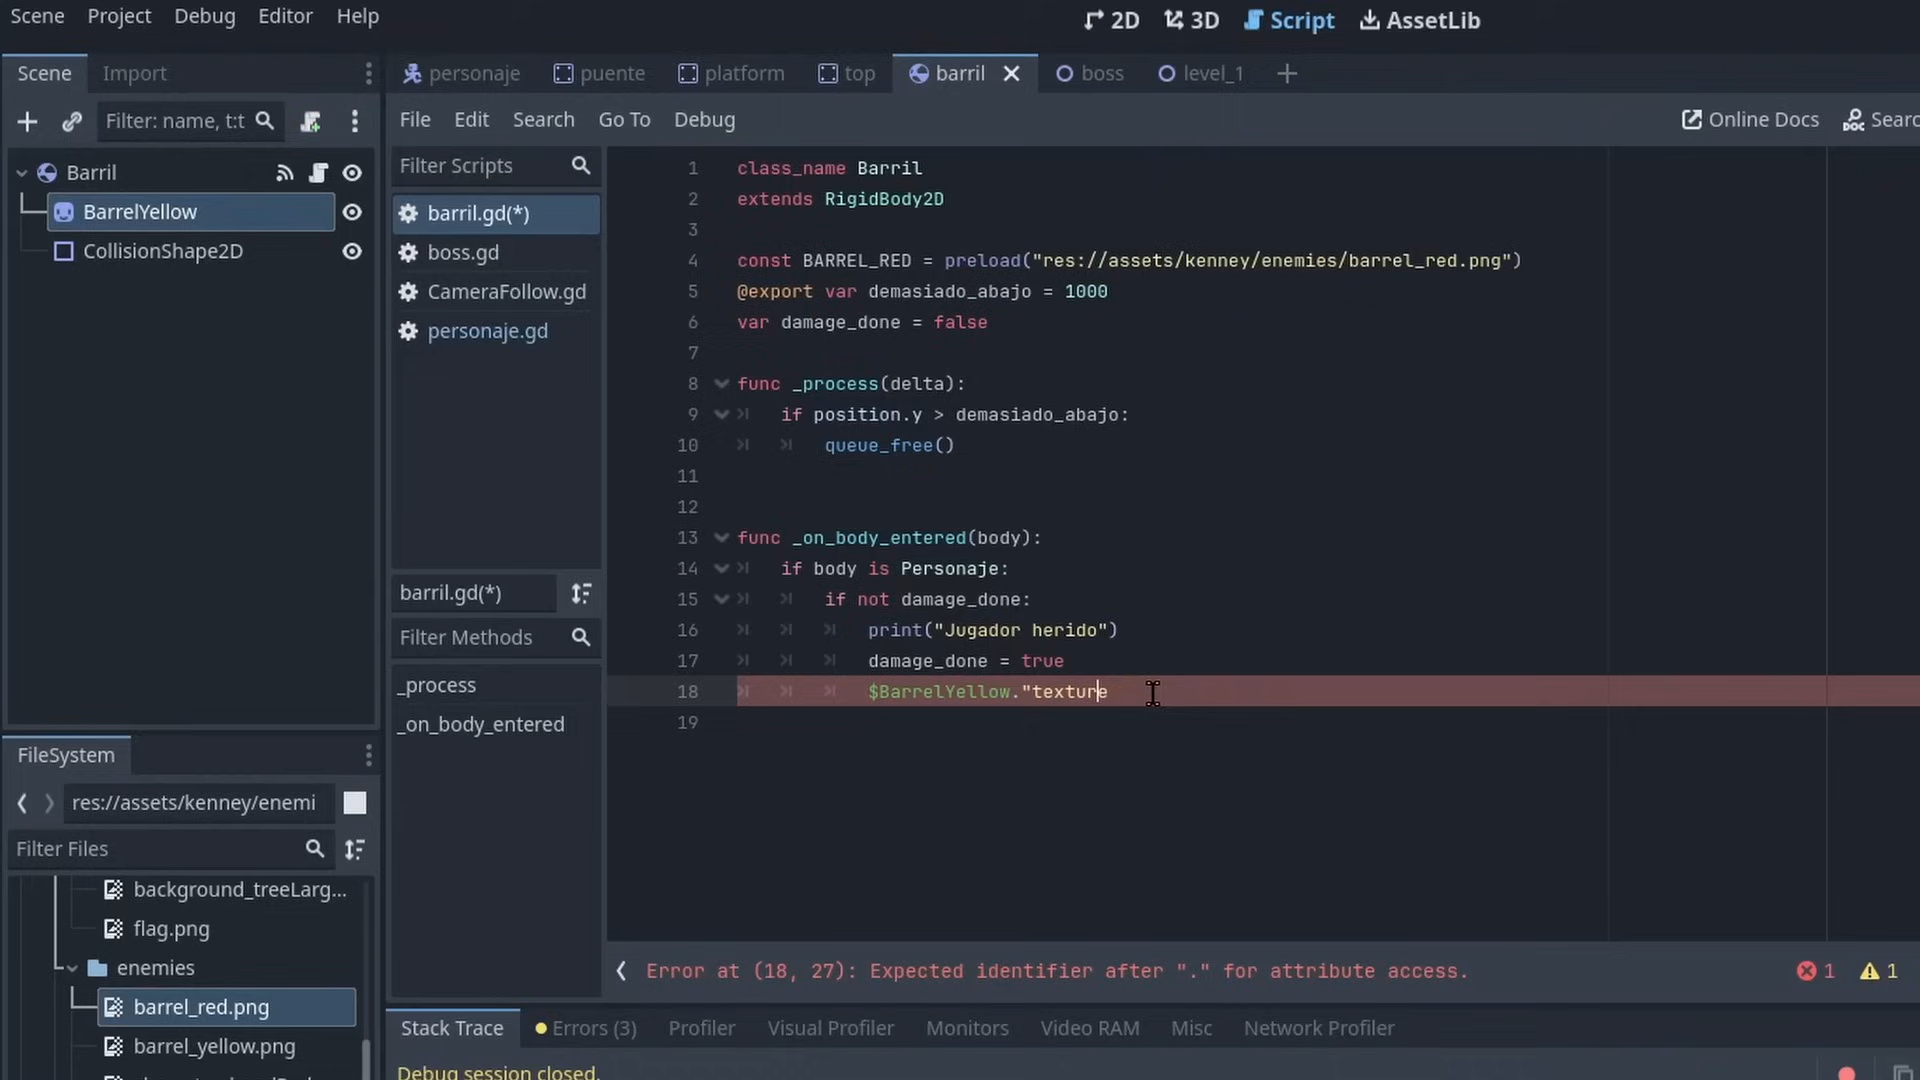 Scene Project Debug Editor Help
2D 3D Script AssetLib
Scene Import
personaje puente platform top barril boss level_1
Filter: name, t:t
File Edit Search Go To Debug
Online Docs Searc
Barril
BarrelYellow
CollisionShape2D
Filter Scripts
barril.gd(*)
boss.gd
CameraFollow.gd
personaje.gd
barril.gd(*)
Filter Methods
_process
_on_body_entered
1 class_name Barril
2 extends RigidBody2D
3
4 const BARREL_RED = preload("res://assets/kenney/enemies/barrel_red.png")
5 @export var demasiado_abajo = 1000
6 var damage_done = false
7
8 func _process(delta):
9 if position.y > demasiado_abajo:
10 queue_free()
11
12
13 func _on_body_entered(body):
14 if body is Personaje:
15 if not damage_done:
16 print("Jugador herido")
17 damage_done = true
18 $BarrelYellow."texture
19
Error at (18, 27): Expected identifier after "." for attribute access.
1 1
FileSystem
res://assets/kenney/enemi
Filter Files
background_treeLarg...
flag.png
enemies
barrel_red.png
barrel_yellow.png
Stack Trace Errors (3) Profiler Visual Profiler Monitors Video RAM Misc Network Profiler
Debug session closed.